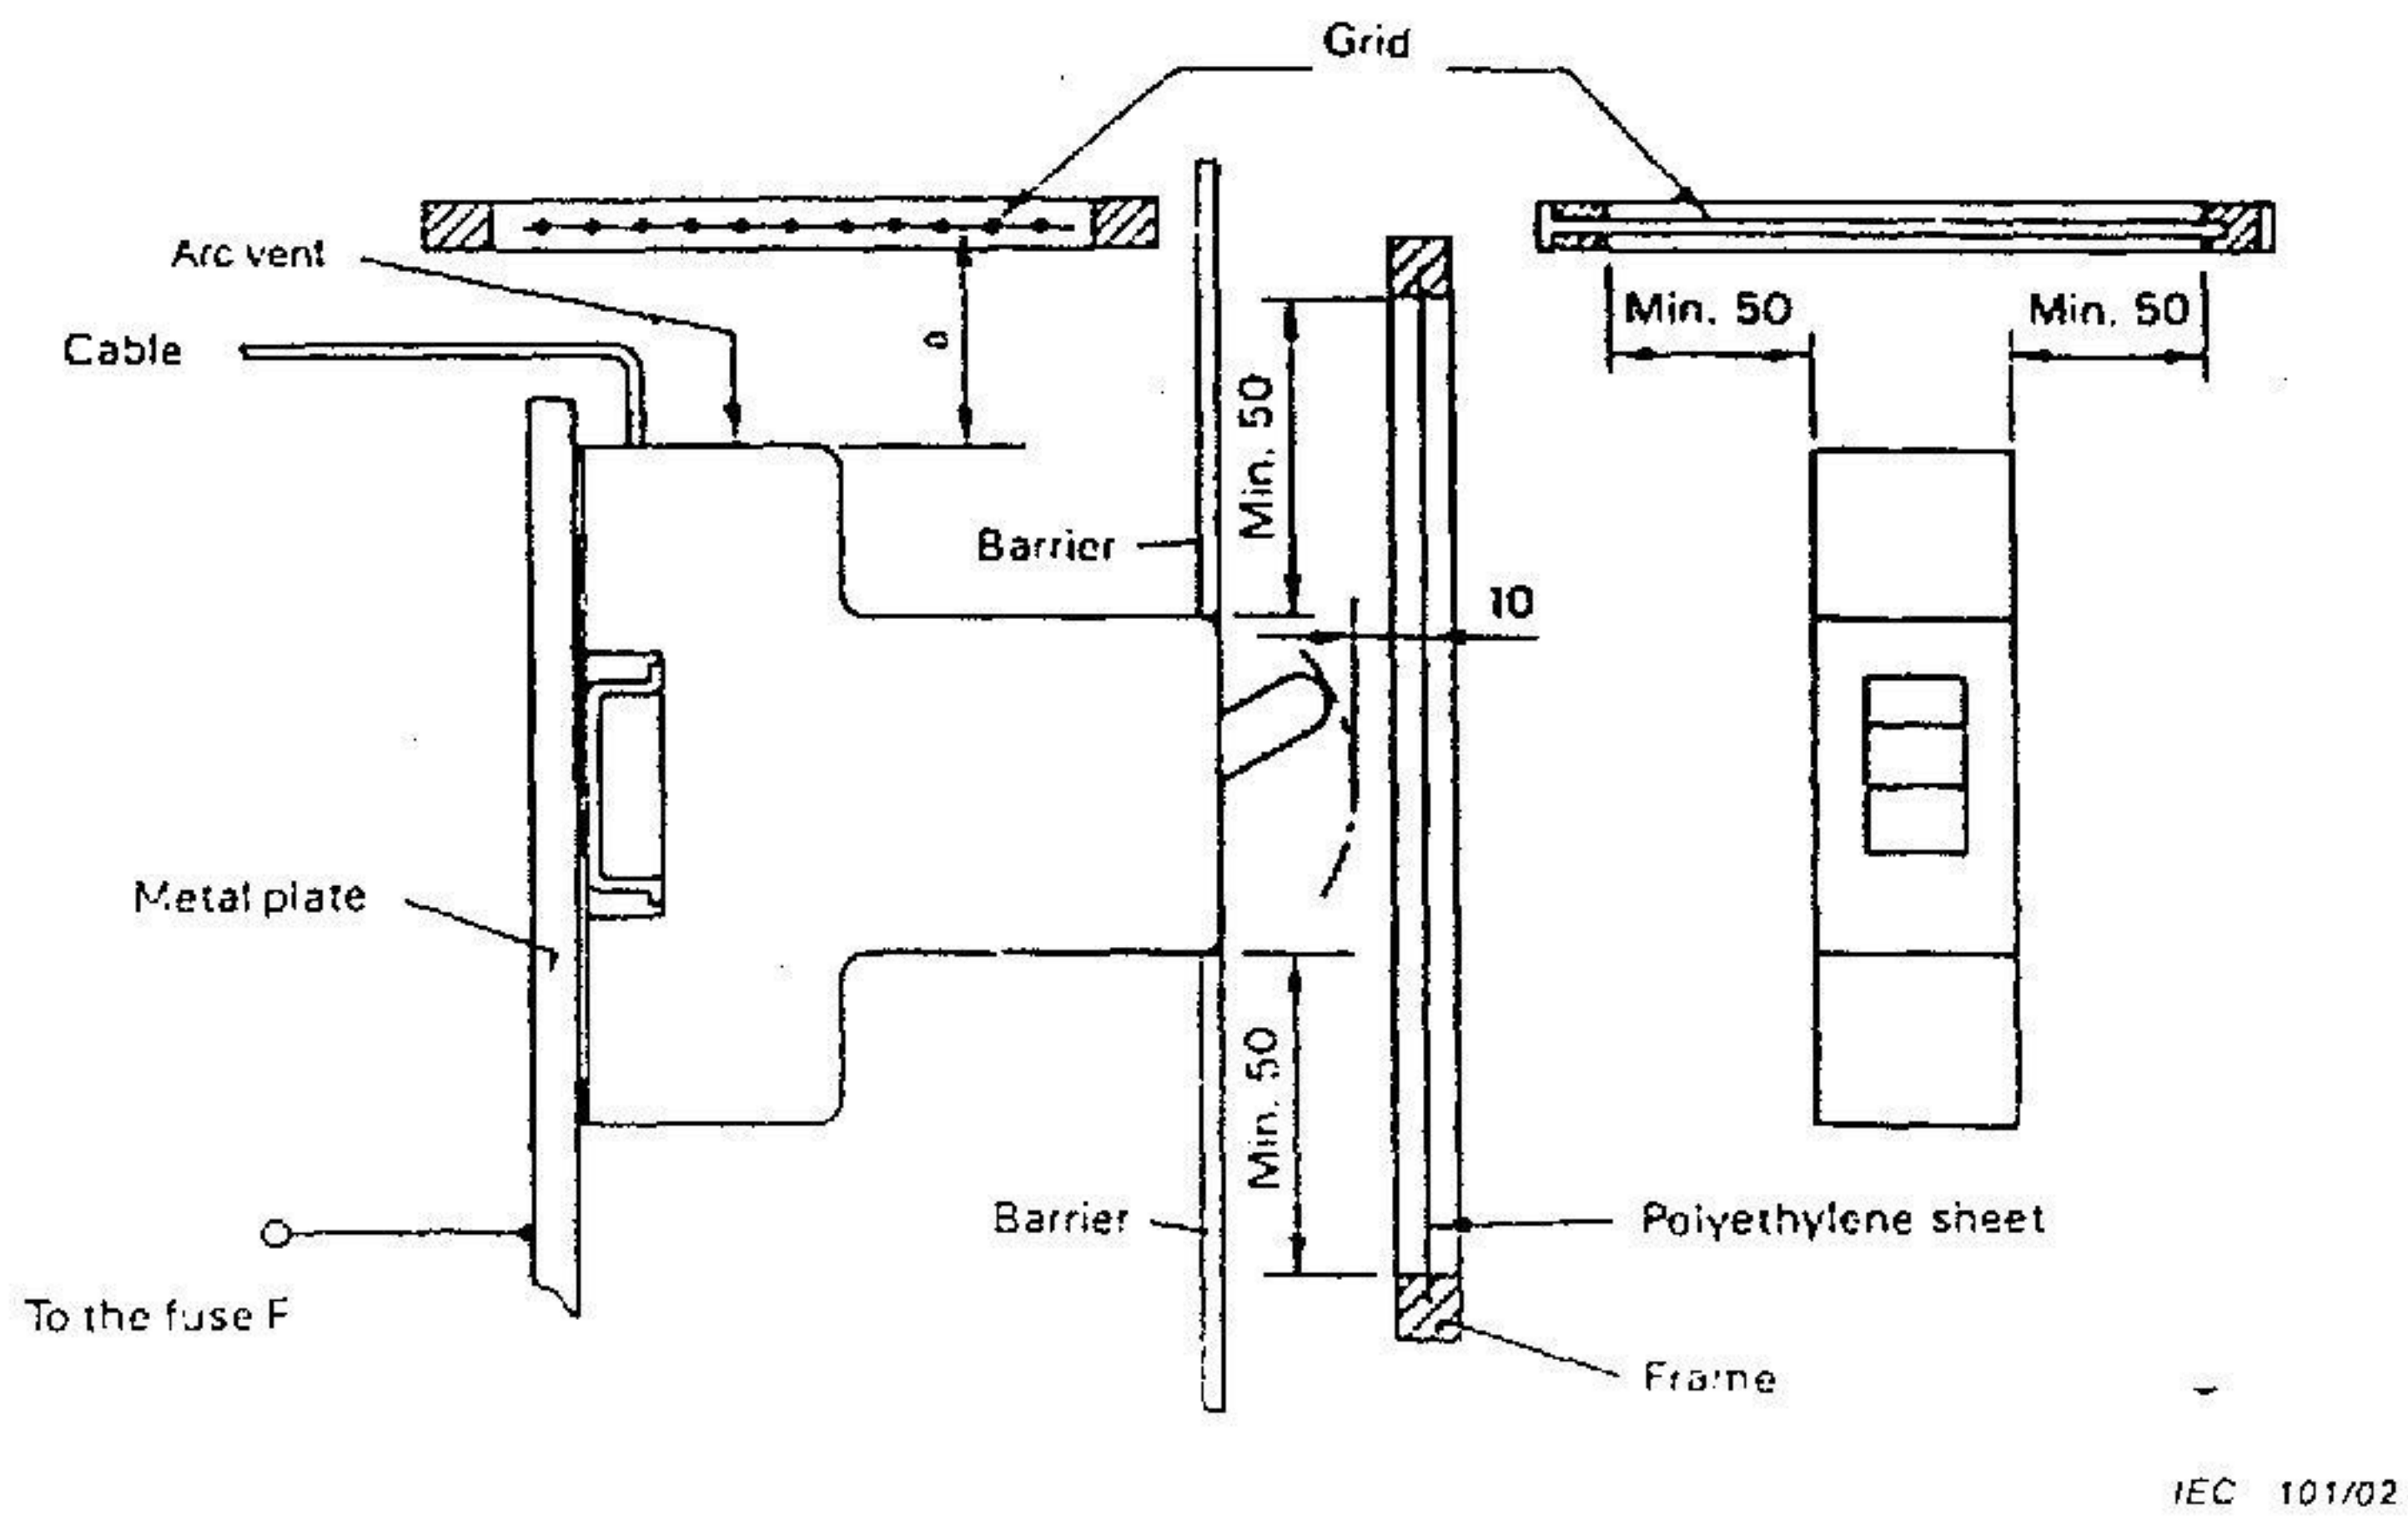 Grid
Arc vent
Cable
a
Min. 50
Min. 50
Min. 50
Barrier
10
Metal plate
Min. 50
Barrier
Polyethylene sheet
To the fuse F
Frame
IEC 101/02